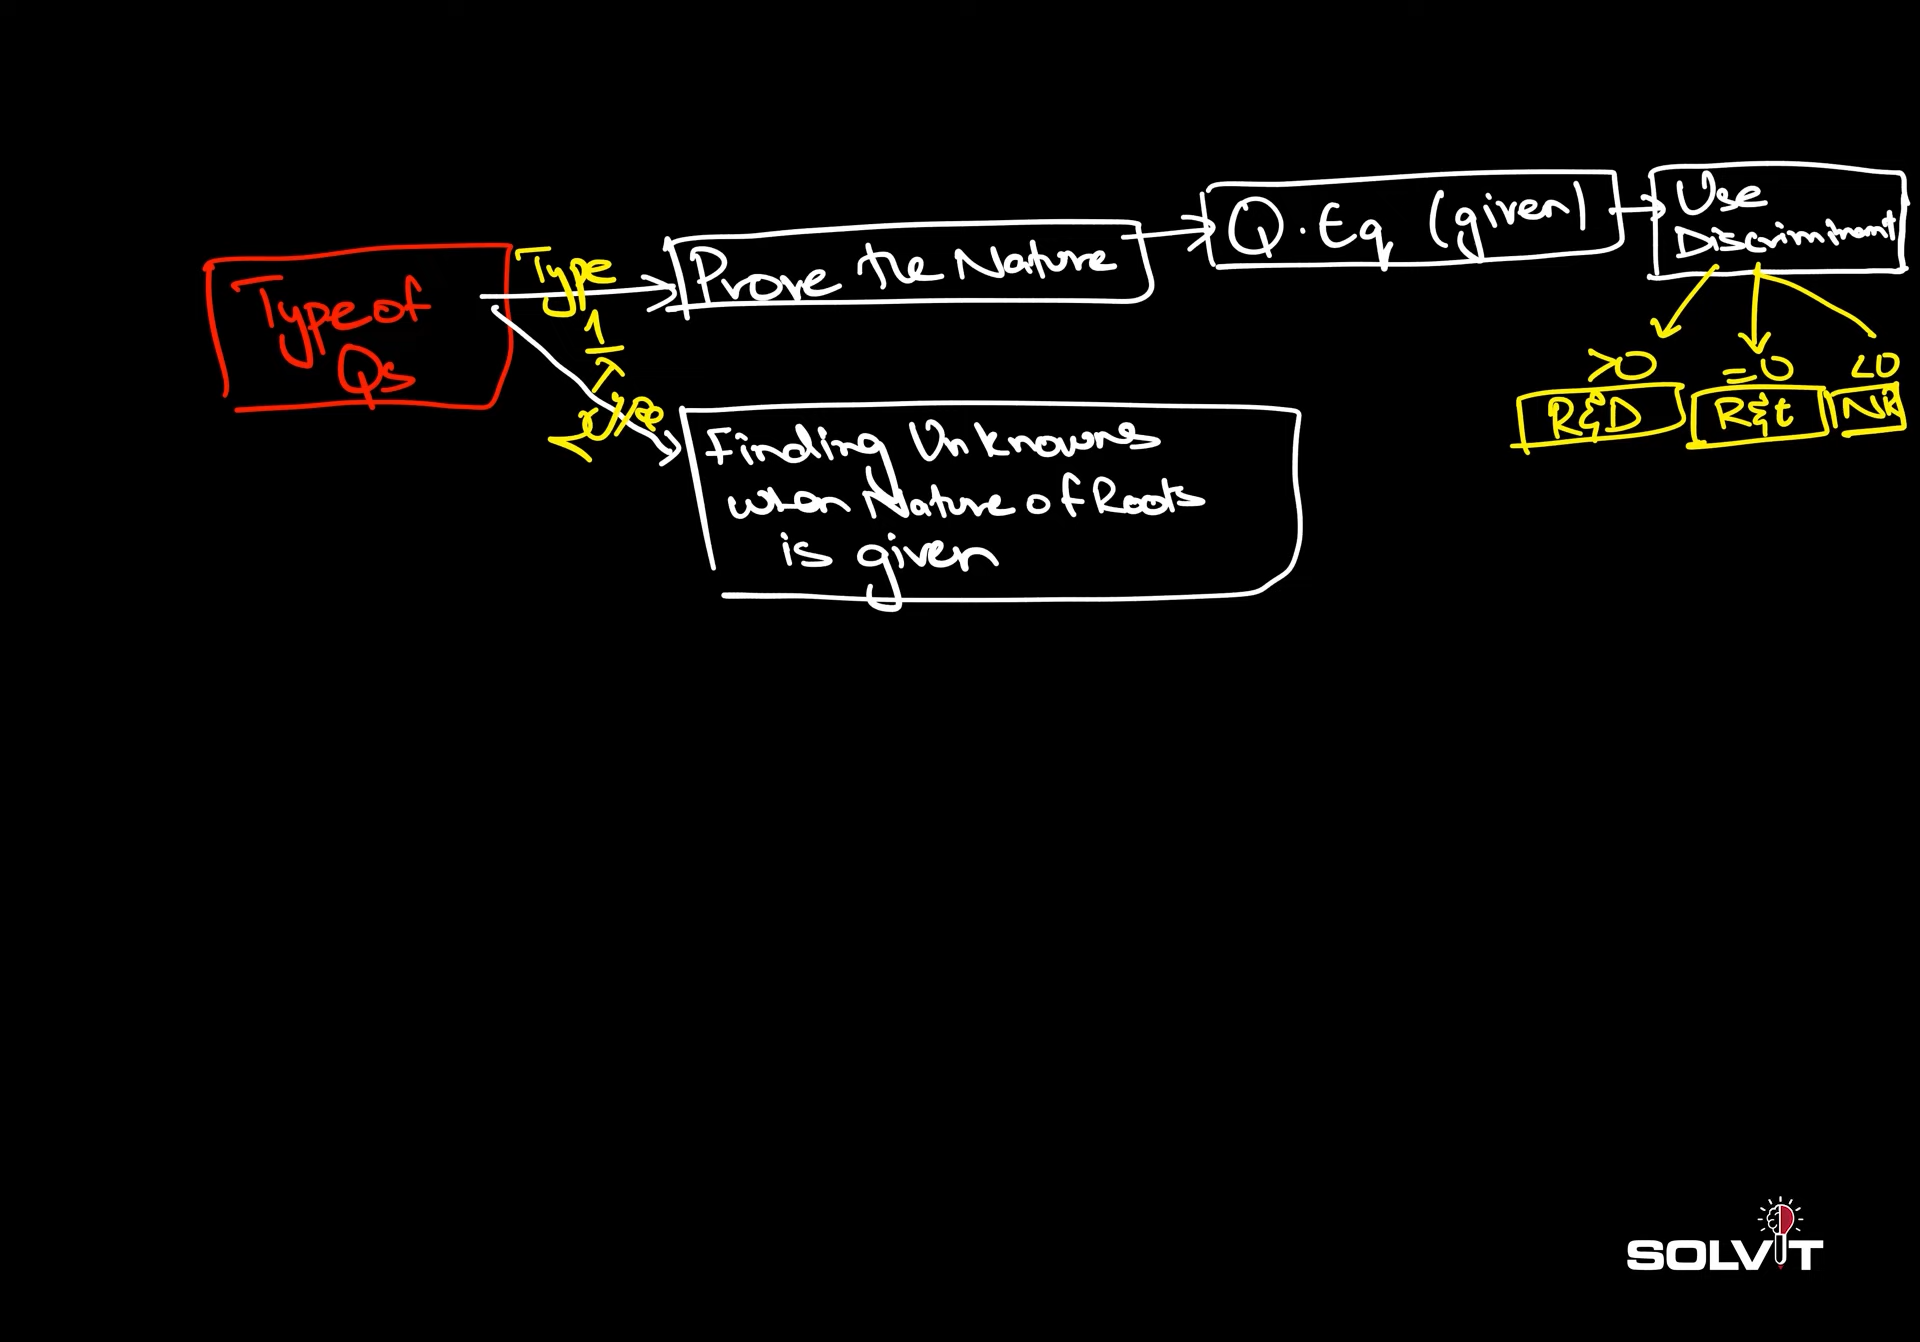 Type of
Qs
Type
1
Type
2
Prove the Nature
Q.Eq (given)
Use
Discriminant
>0
=0
<0
R&D
R&t
Finding Unknowns
when Nature of Roots
is given
SOLVIT